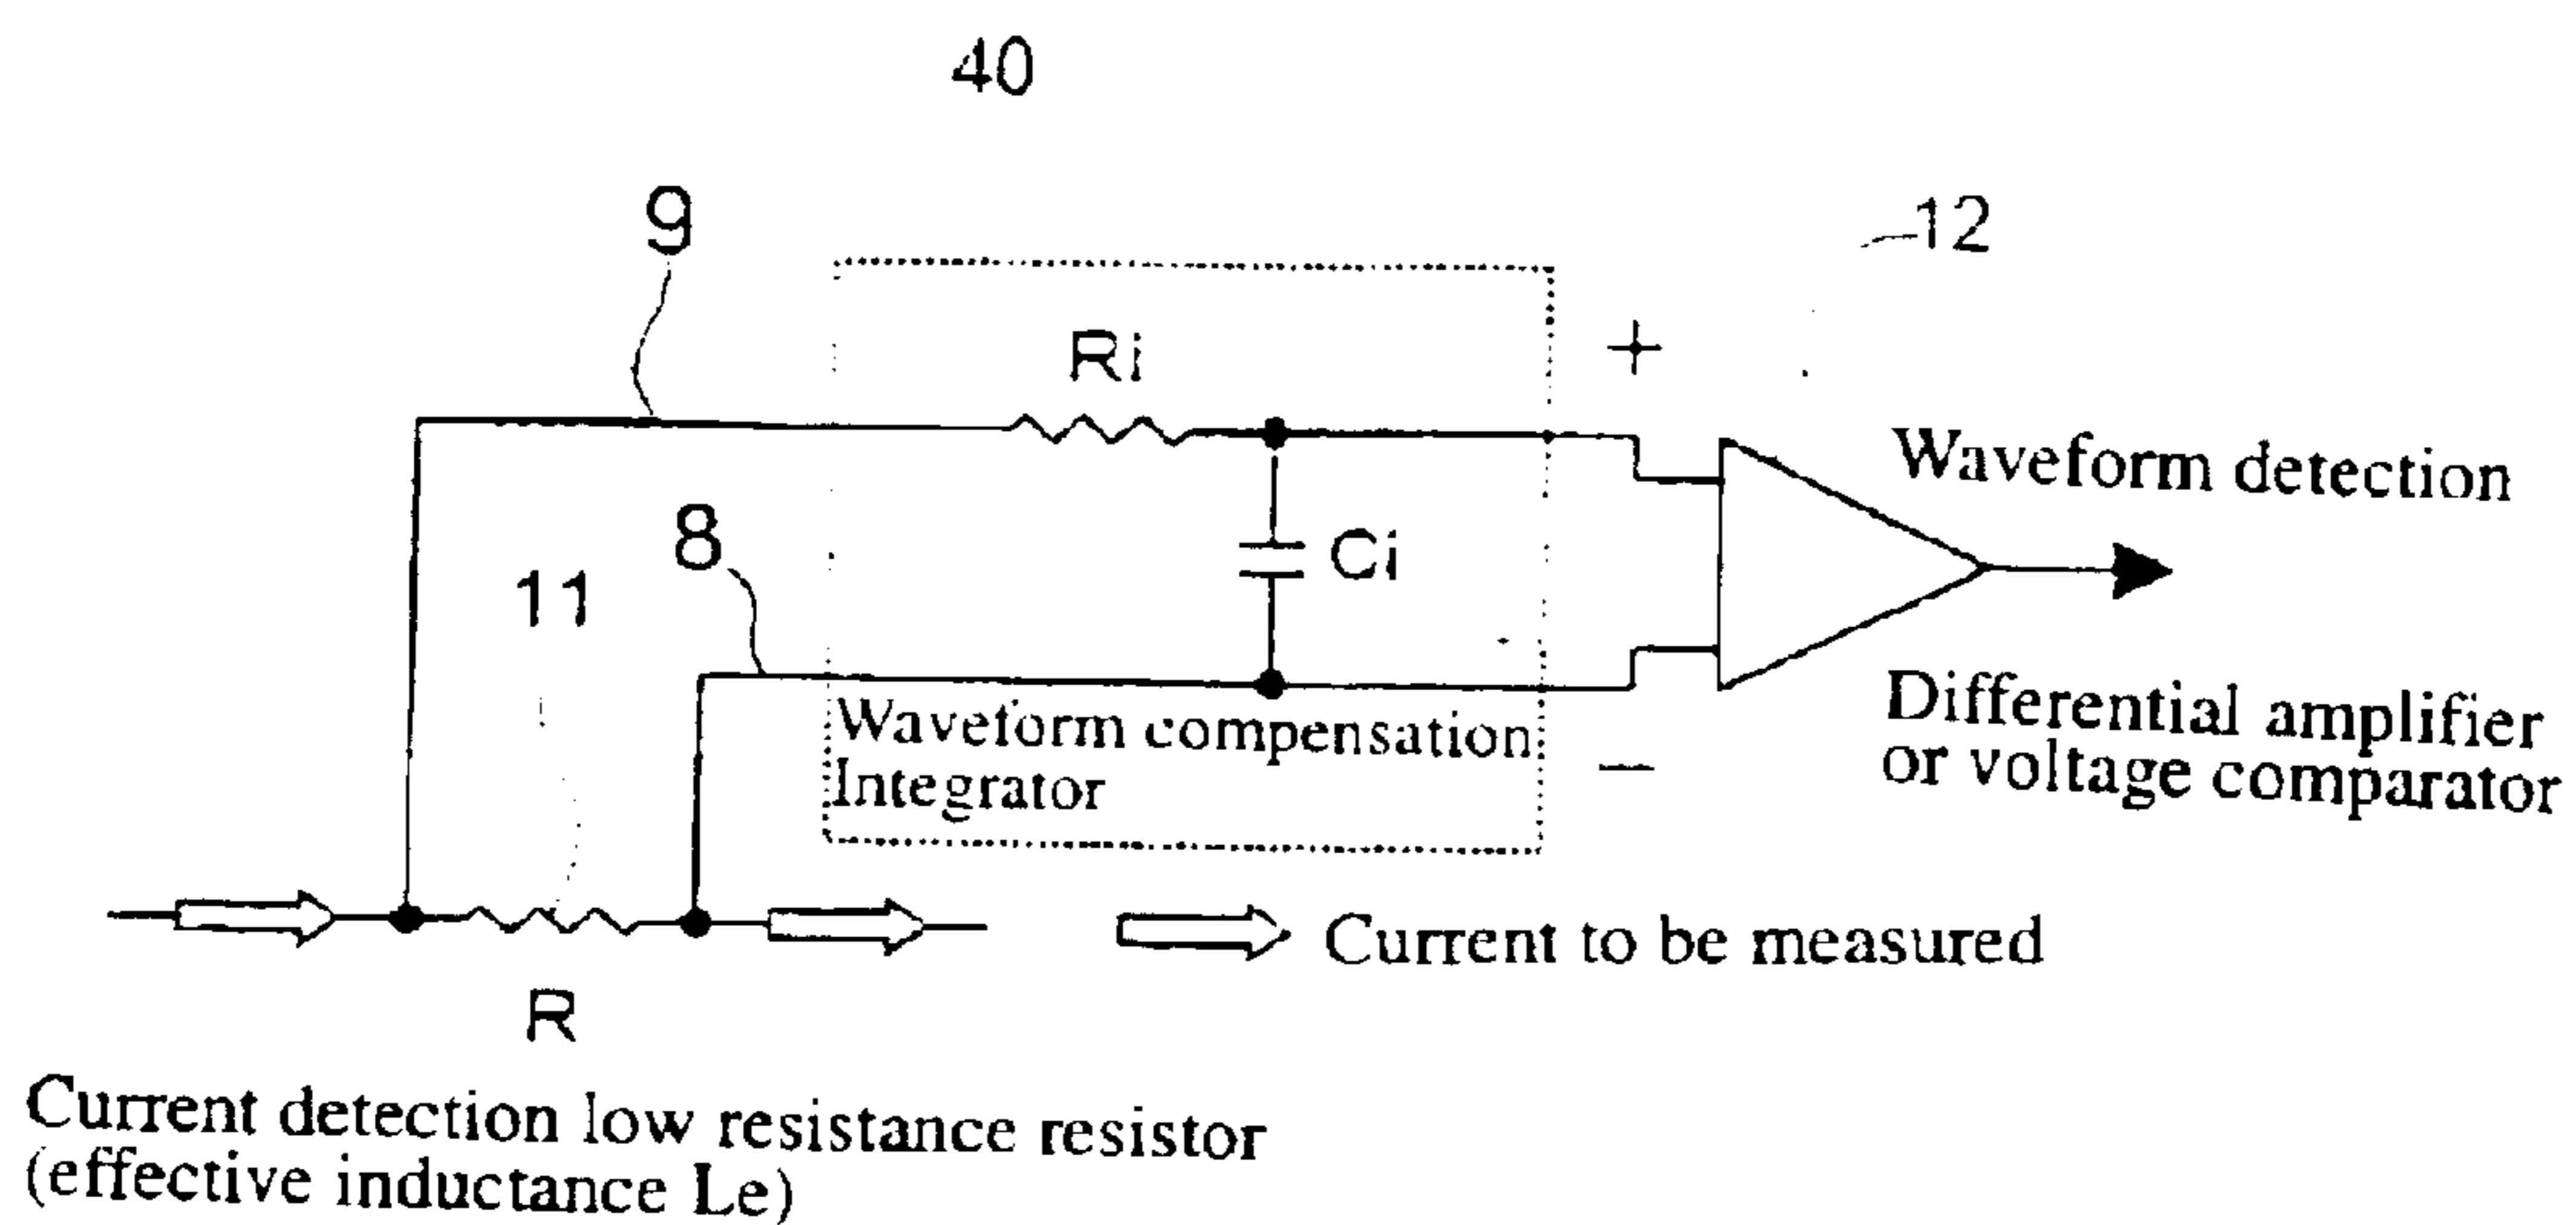 40
9
12
Ri
+
Waveform detection
8
Ci
11
Waveform compensation
Integrator
Differential amplifier
or voltage comparator
−
Current to be measured
R
Current detection low resistance resistor
(effective inductance Le)